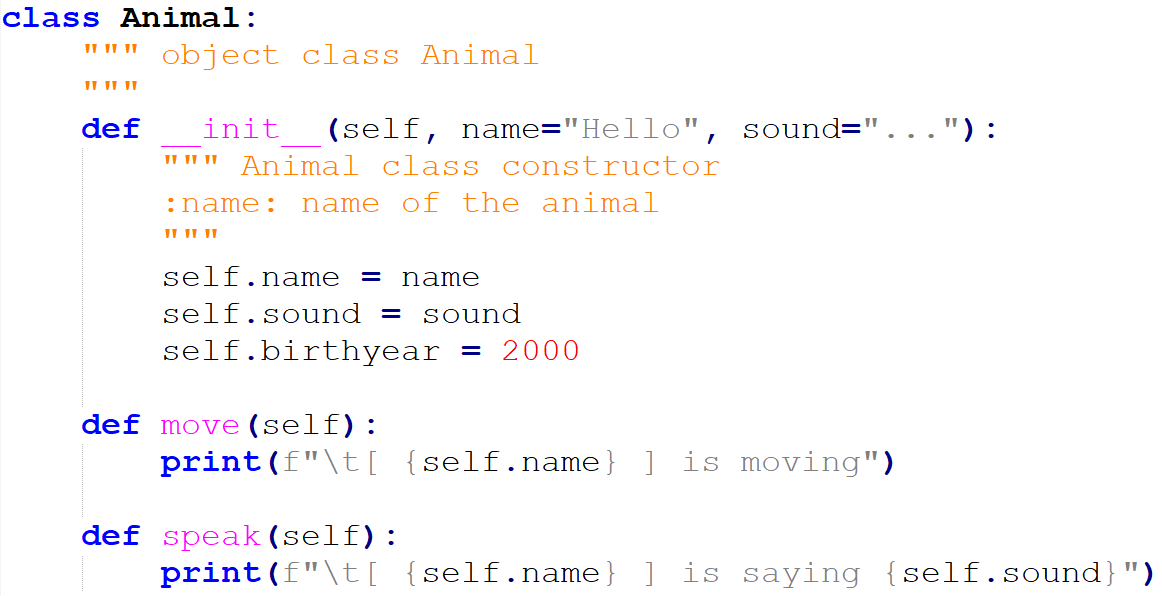 class Animal:
    """ object class Animal
    """
    def __init__(self, name="Hello", sound="..."):
        """ Animal class constructor
        :name: name of the animal
        """
        self.name = name
        self.sound = sound
        self.birthyear = 2000

    def move(self):
        print(f"\t[ {self.name} ] is moving")

    def speak(self):
        print(f"\t[ {self.name} ] is saying {self.sound}")